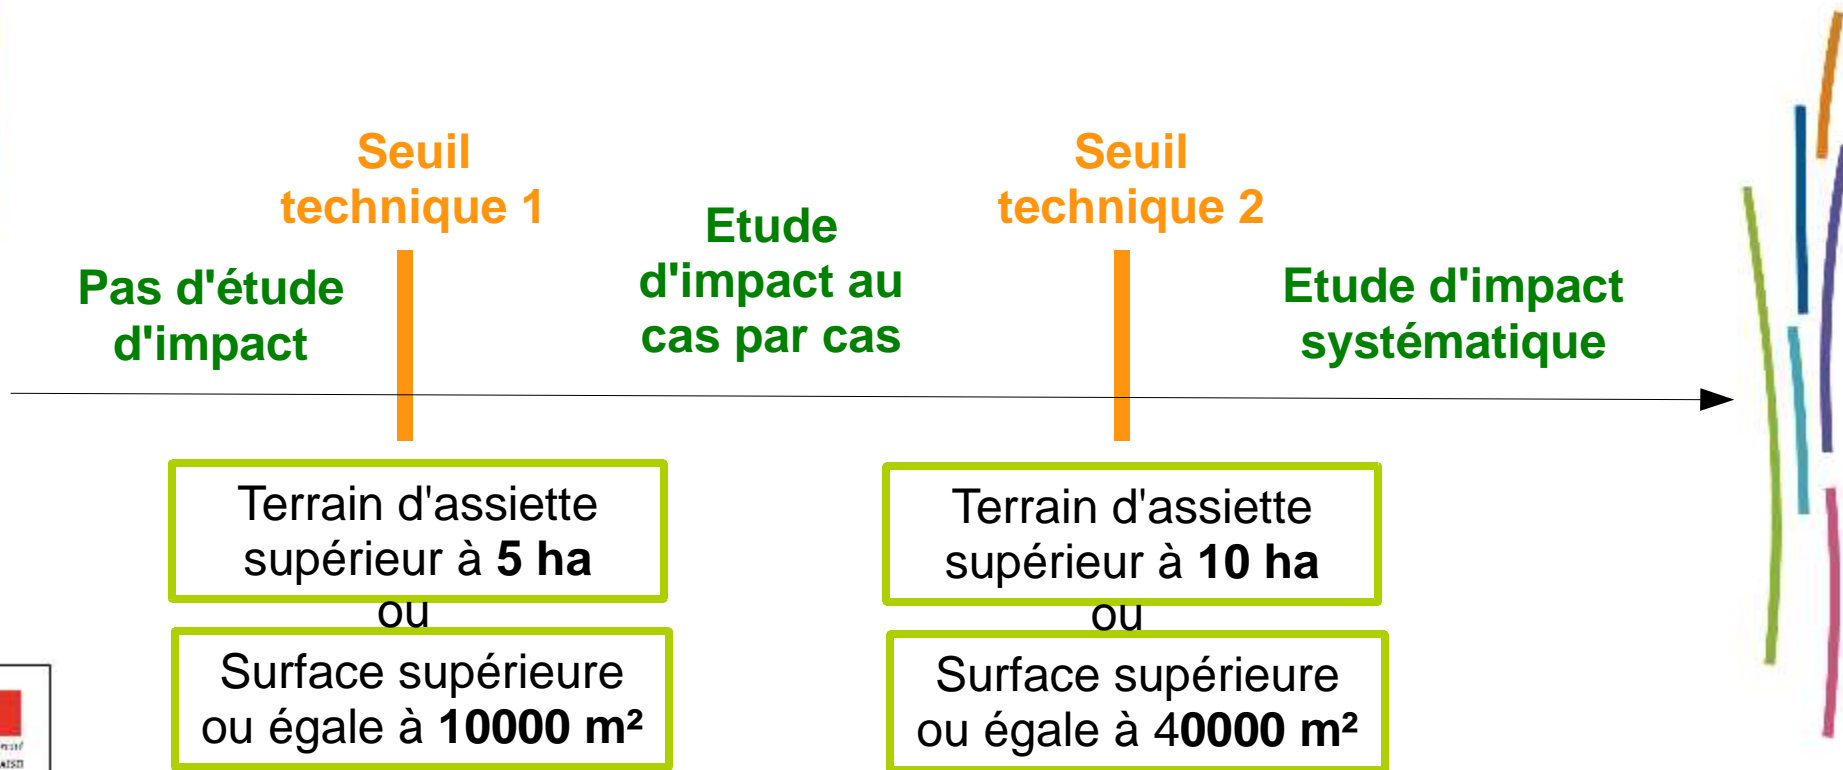 Seuil
technique 1
Seuil
technique 2
Pas d'étude
d'impact
Etude
d'impact au
cas par cas
Etude d'impact
systématique
Terrain d'assiette
supérieur à 5 ha
ou
Surface supérieure
ou égale à 10000 m²
Terrain d'assiette
supérieur à 10 ha
ou
Surface supérieure
ou égale à 40000 m²